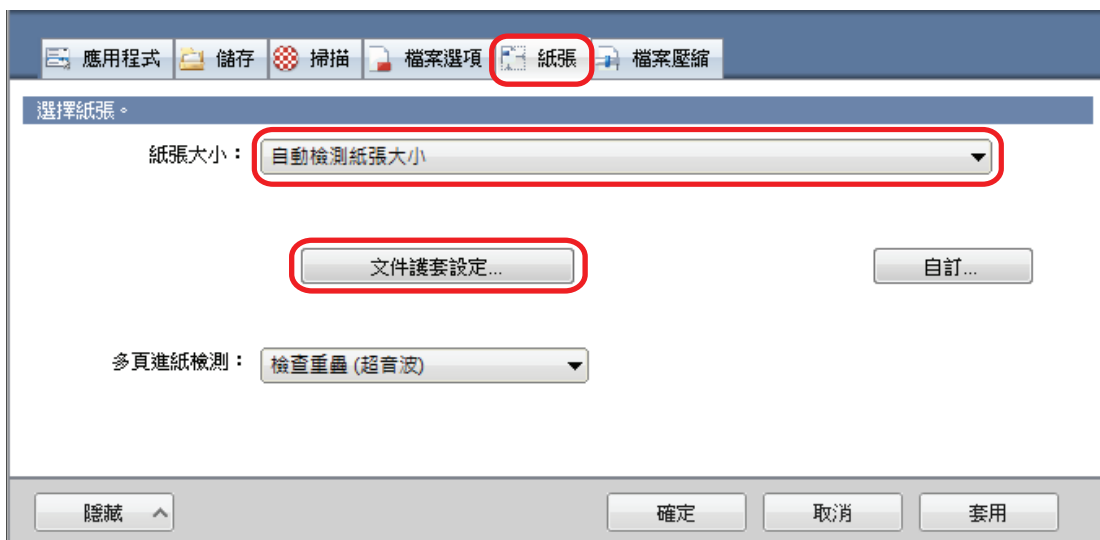 應用程式 儲存 掃描 檔案選項 紙張 檔案壓縮
選擇紙張。
紙張大小： 自動檢測紙張大小
文件護套設定... 自訂...
多頁進紙檢測： 檢查重疊 (超音波)
隱藏 確定 取消 套用